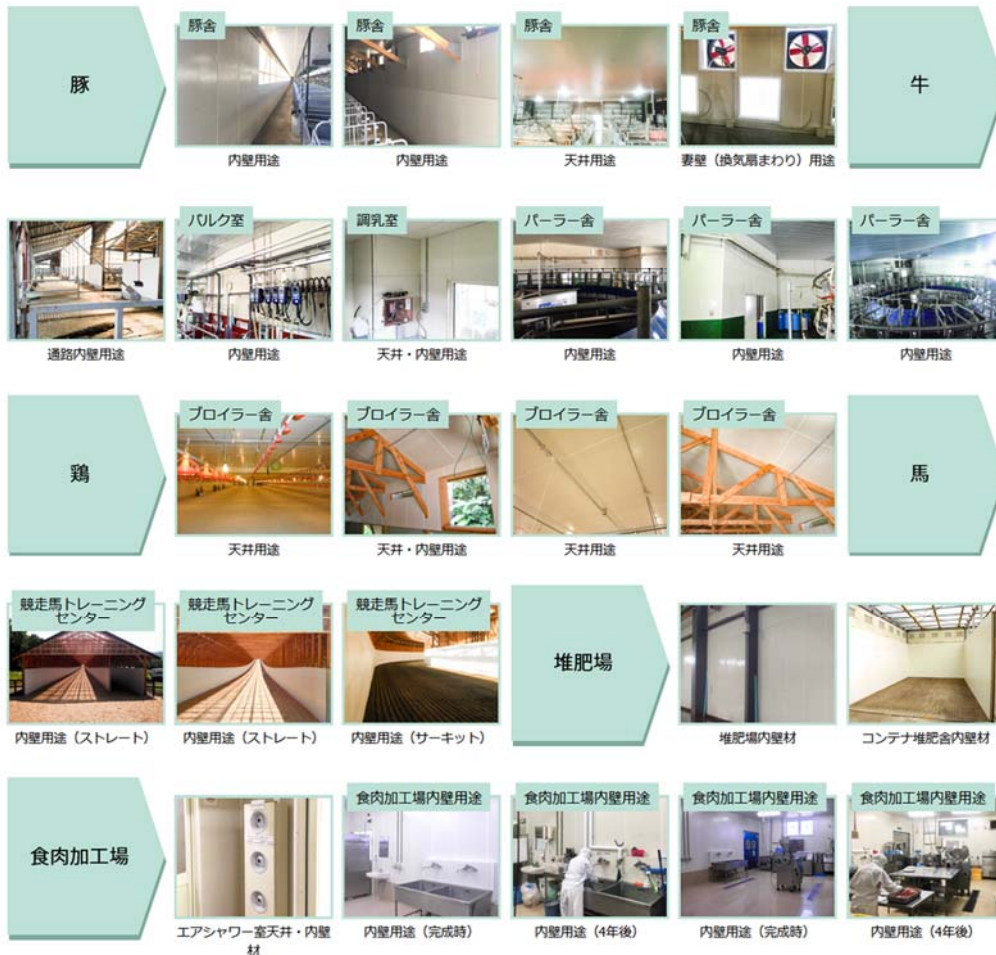 豚
豚舎
豚舎
豚舎
豚舎
牛
内壁用途
内壁用途
天井用途
妻壁（換気扇まわり）用途
バルク室
調乳室
パーラー舎
パーラー舎
パーラー舎
通路内壁用途
内壁用途
天井・内壁用途
内壁用途
内壁用途
内壁用途
鶏
ブロイラー舎
ブロイラー舎
ブロイラー舎
ブロイラー舎
馬
天井用途
天井・内壁用途
天井用途
天井用途
競走馬トレーニング
センター
競走馬トレーニング
センター
競走馬トレーニング
センター
堆肥場
内壁用途（ストレート）
内壁用途（ストレート）
内壁用途（サーキット）
堆肥場内壁材
コンテナ堆肥舎内壁材
食肉加工場
食肉加工場内壁用途
食肉加工場内壁用途
食肉加工場内壁用途
食肉加工場内壁用途
エアシャワー室天井・内壁
材
内壁用途（完成時）
内壁用途（4年後）
内壁用途（完成時）
内壁用途（4年後）